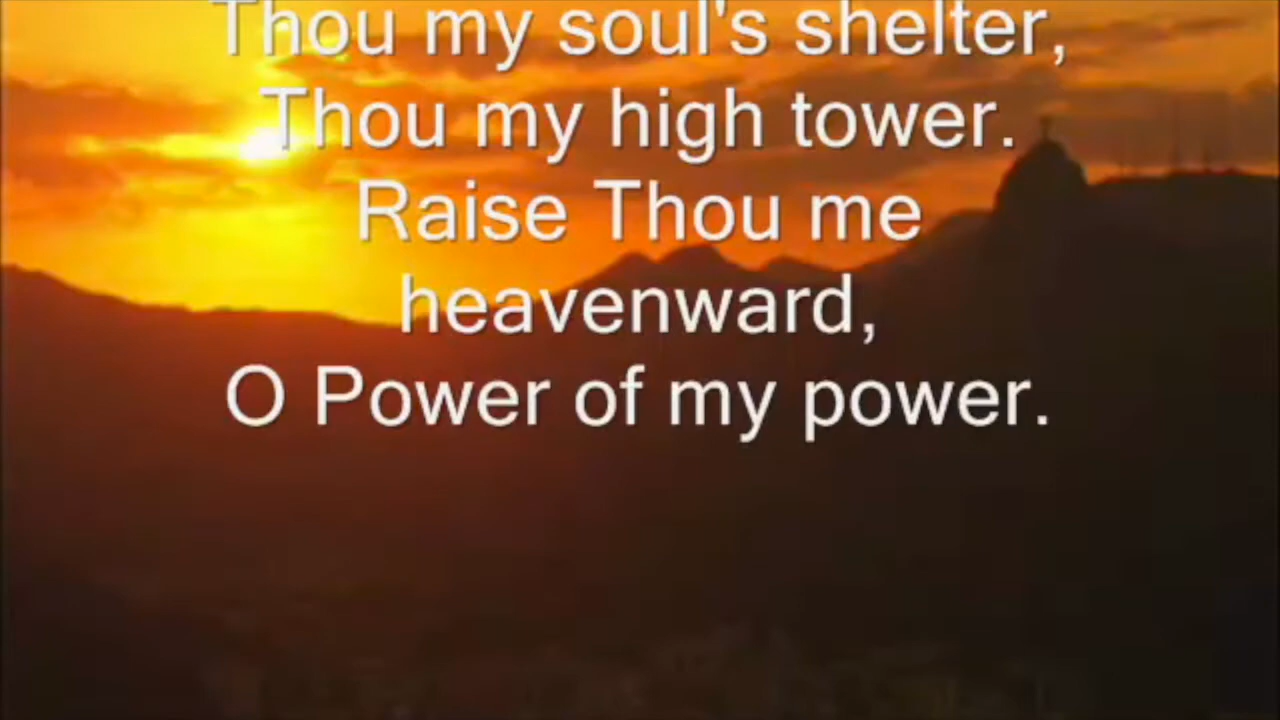 Thou my soul's shelter,
Thou my high tower.
Raise Thou me
heavenward,
O Power of my power.